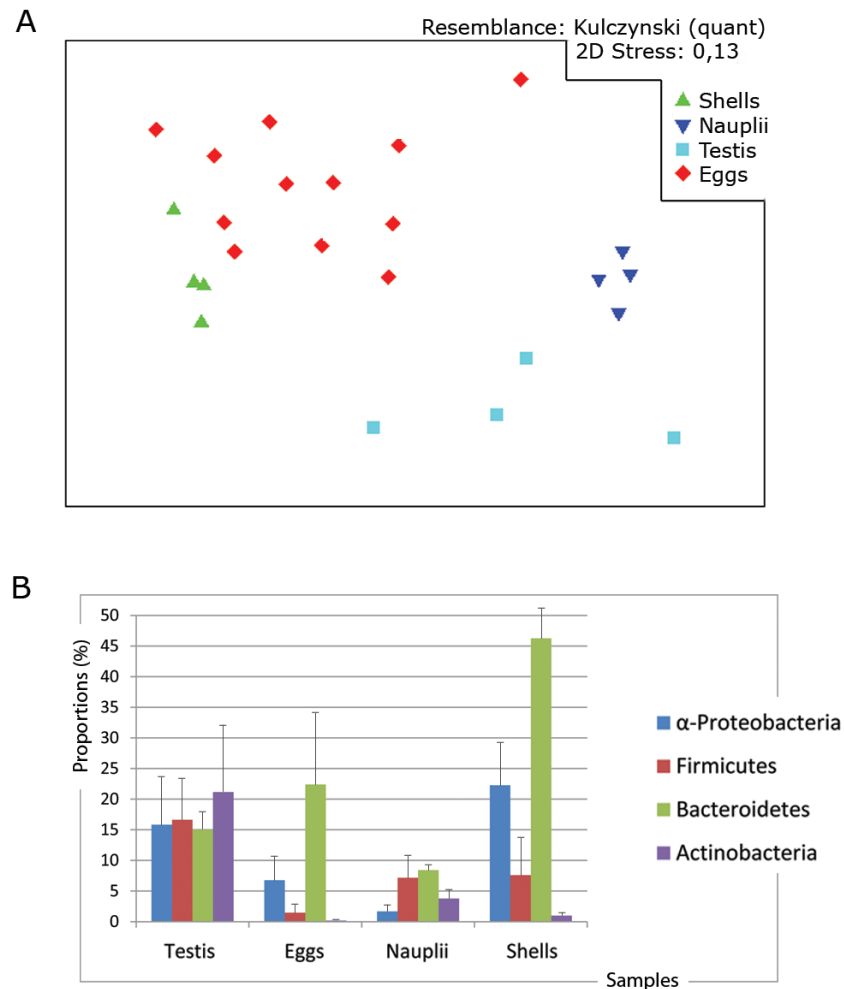 A
Resemblance: Kulczynski (quant)
2D Stress: 0,13
Shells
Nauplii
Testis
Eggs
B
50
45
40
35
30
25
20
15
10
5
0
Proportions (%)
Testis Eggs Nauplii Shells
Samples
α-Proteobacteria
Firmicutes
Bacteroidetes
Actinobacteria